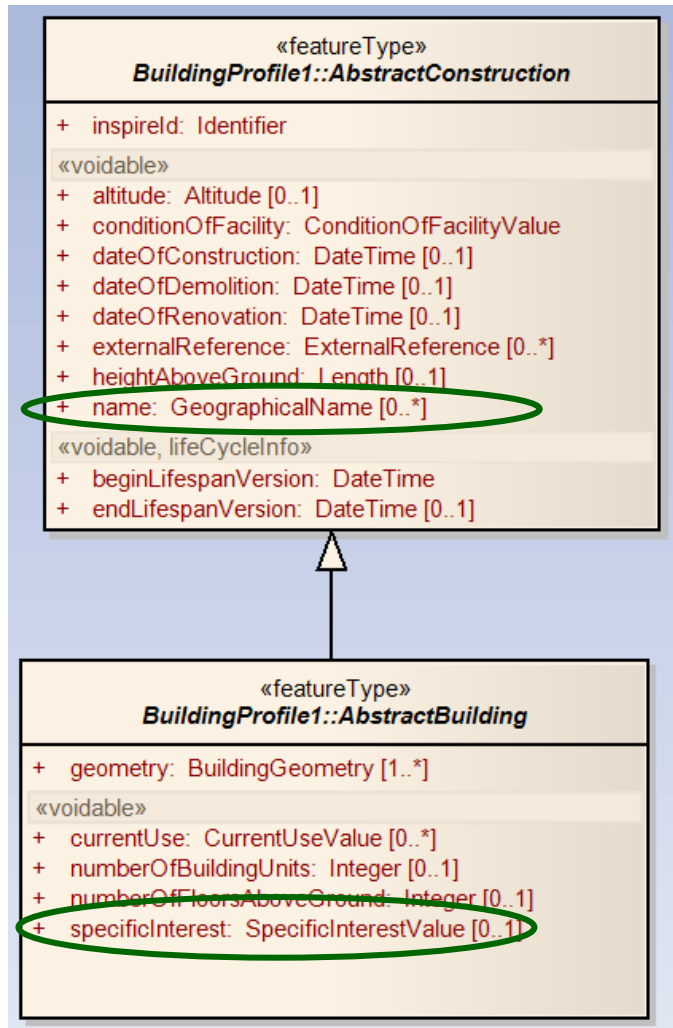 «featureType»
BuildingProfile1::AbstractConstruction
+ inspireId: Identifier
«voidable»
+ altitude: Altitude [0..1]
+ conditionOfFacility: ConditionOfFacilityValue
+ dateOfConstruction: DateTime [0..1]
+ dateOfDemolition: DateTime [0..1]
+ dateOfRenovation: DateTime [0..1]
+ externalReference: ExternalReference [0..*]
+ heightAboveGround: Length [0..1]
+ name: GeographicalName [0..*]
«voidable, lifeCycleInfo»
+ beginLifespanVersion: DateTime
+ endLifespanVersion: DateTime [0..1]
«featureType»
BuildingProfile1::AbstractBuilding
+ geometry: BuildingGeometry [1..*]
«voidable»
+ currentUse: CurrentUseValue [0..*]
+ numberOfBuildingUnits: Integer [0..1]
+ numberOfFloorsAboveGround: Integer [0..1]
+ specificInterest: SpecificInterestValue [0..1]